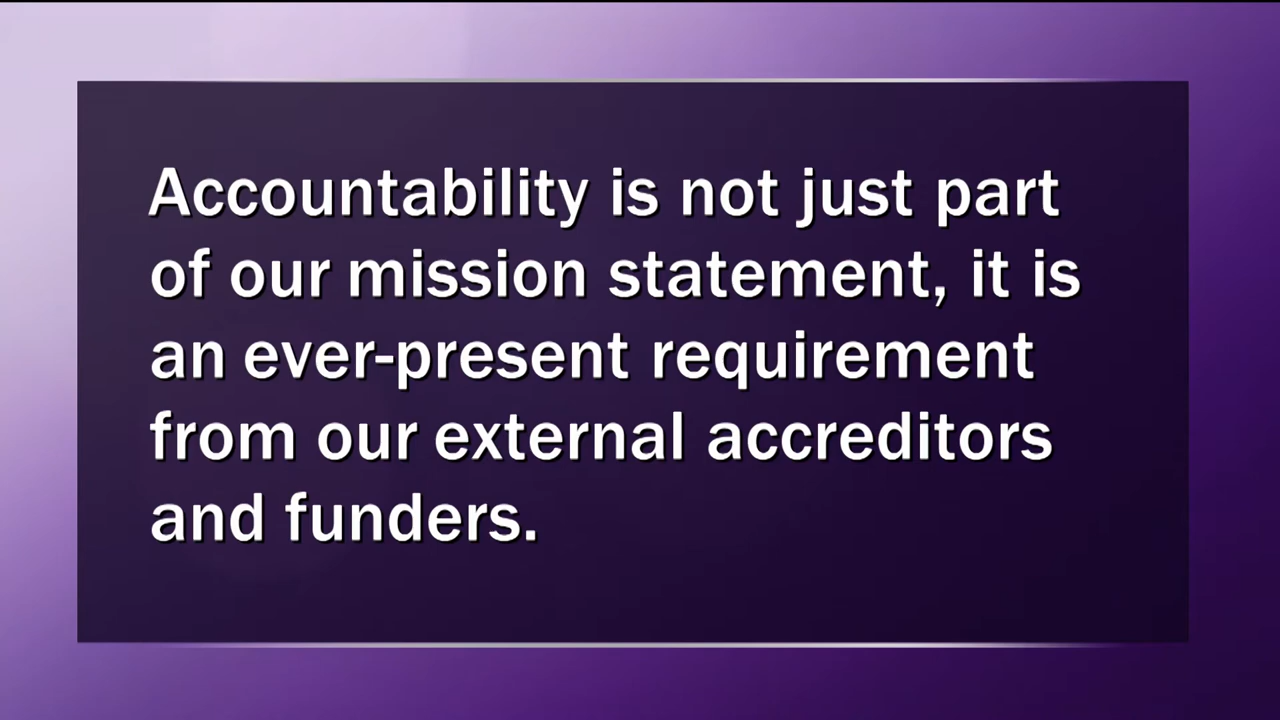 Accountability is not just part
of our mission statement, it is
an ever-present requirement
from our external accreditors
and funders.